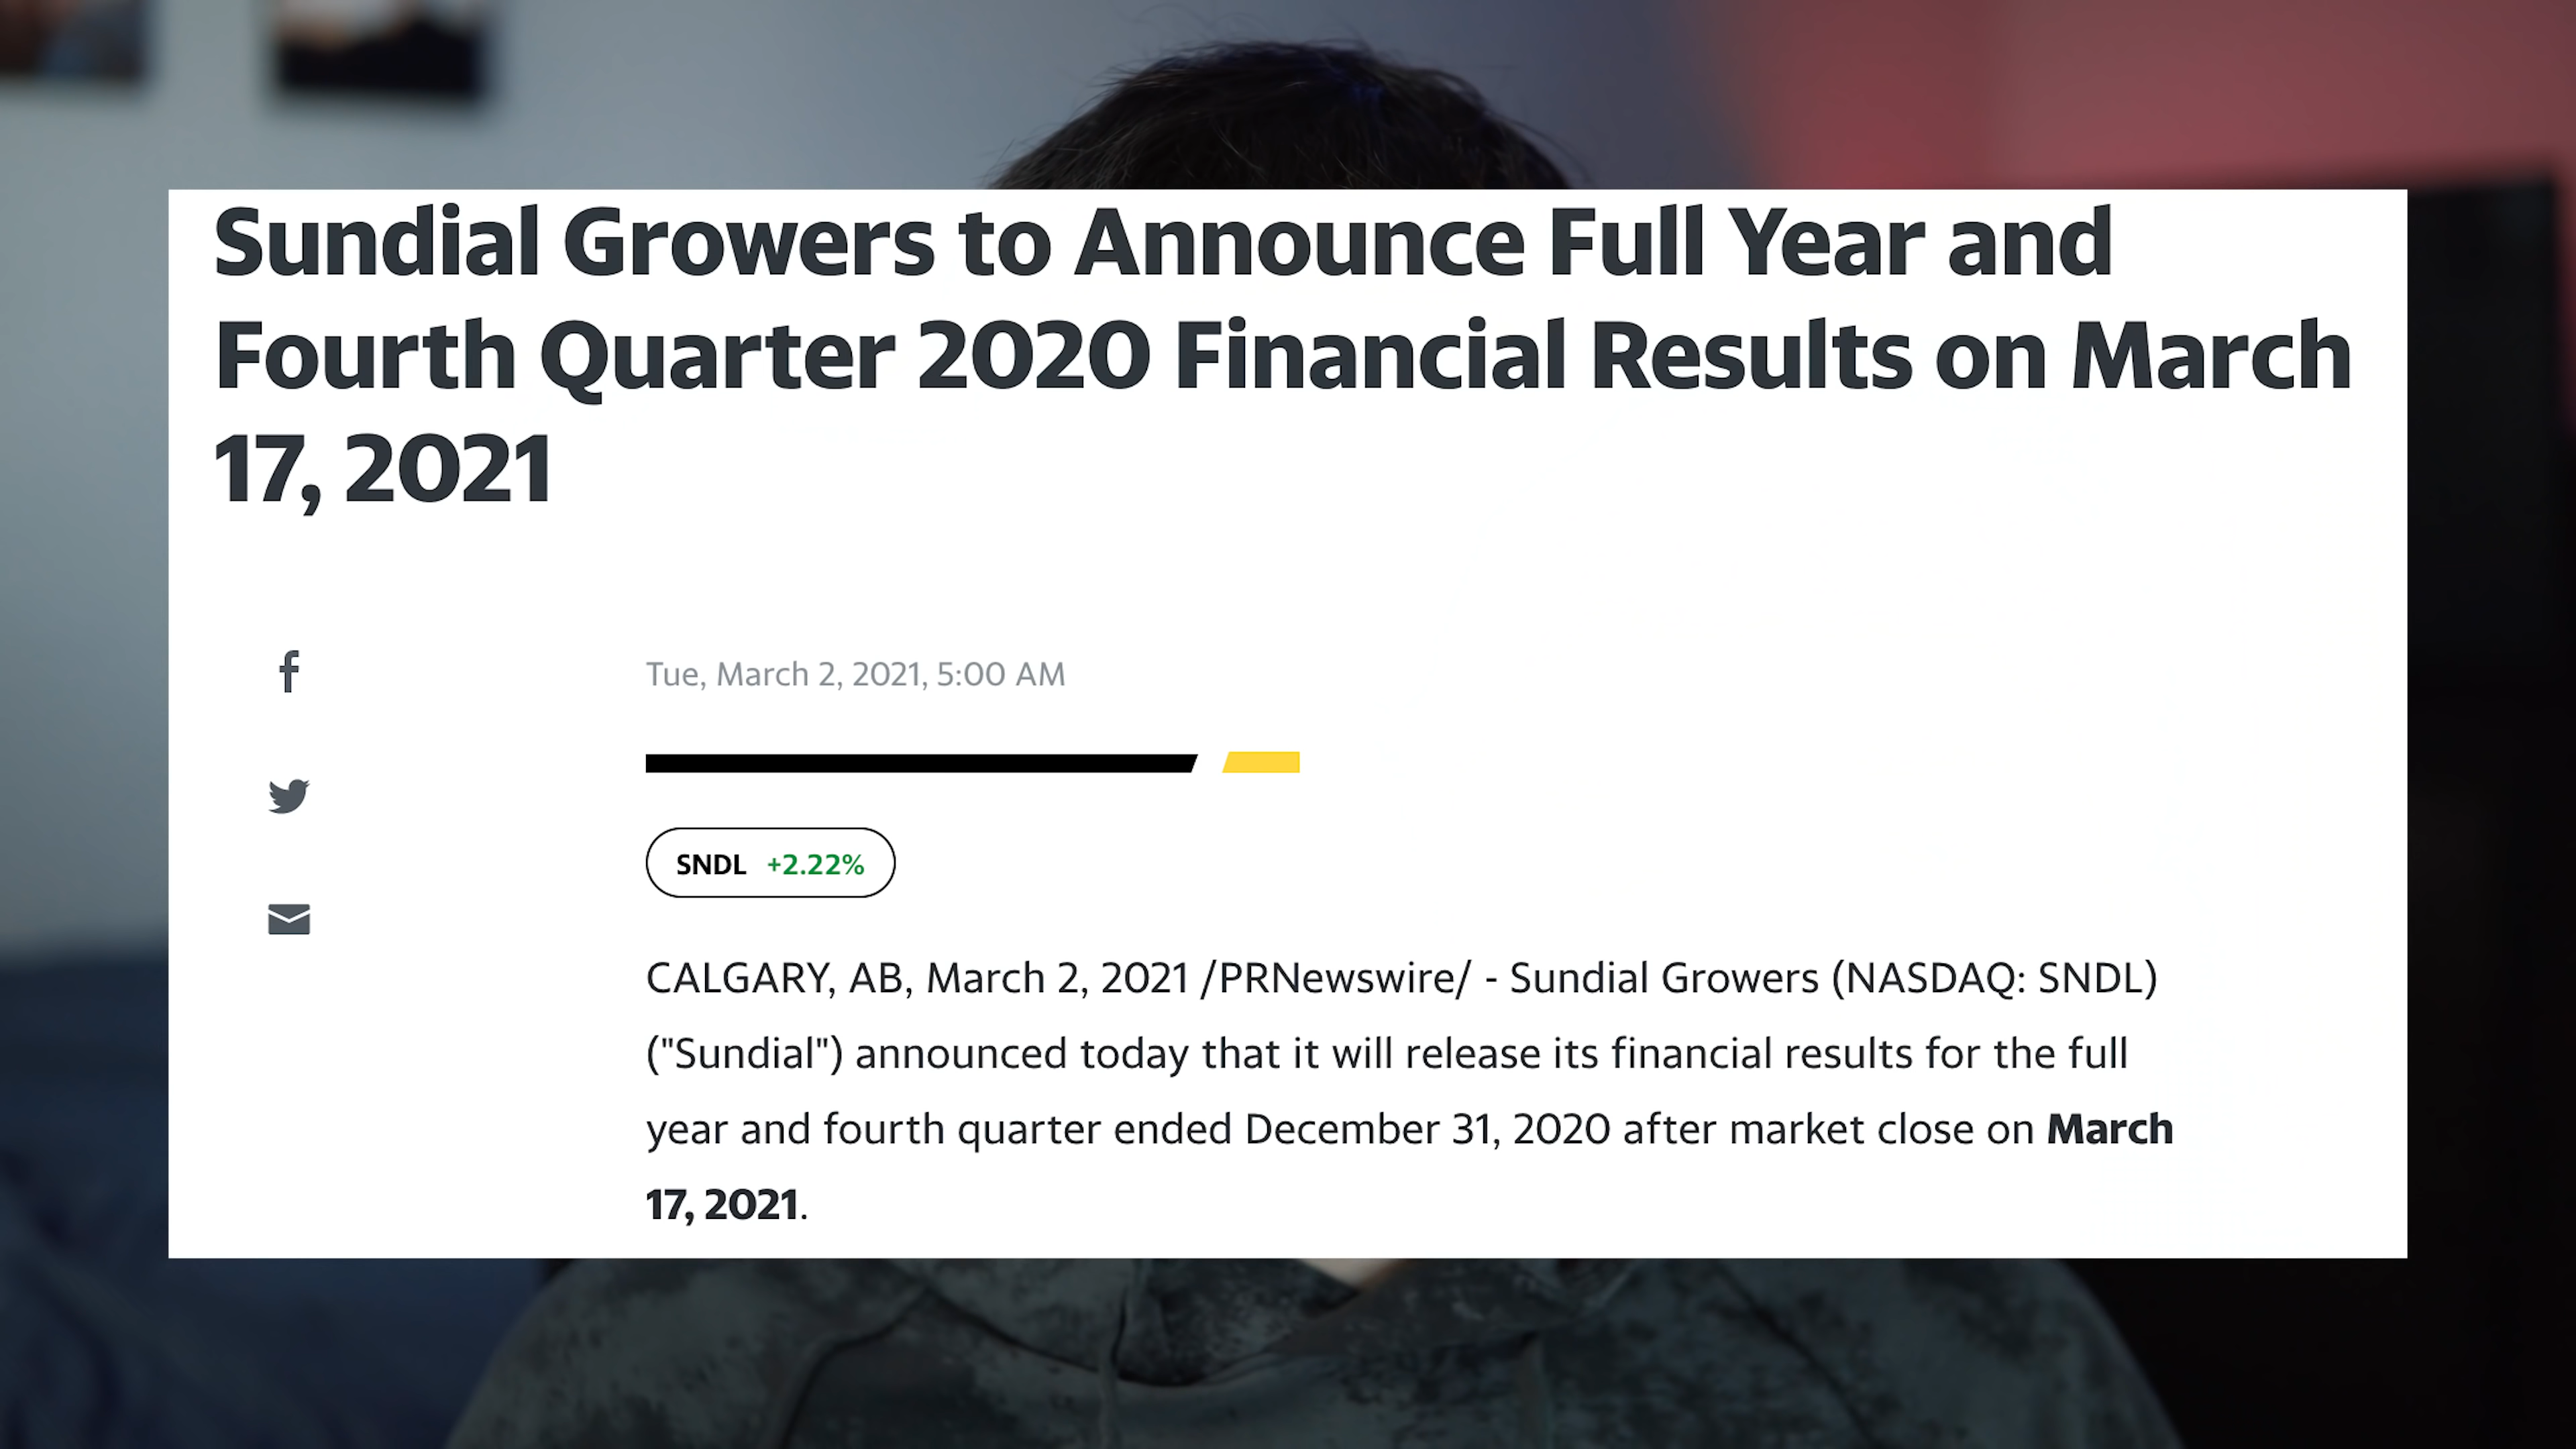 Sundial Growers to Announce Full Year and
Fourth Quarter 2020 Financial Results on March
17, 2021
Tue, March 2, 2021, 5:00 AM
SNDL +2.22%
CALGARY, AB, March 2, 2021 /PRNewswire/ - Sundial Growers (NASDAQ: SNDL)
("Sundial") announced today that it will release its financial results for the full
year and fourth quarter ended December 31, 2020 after market close on March
17, 2021.